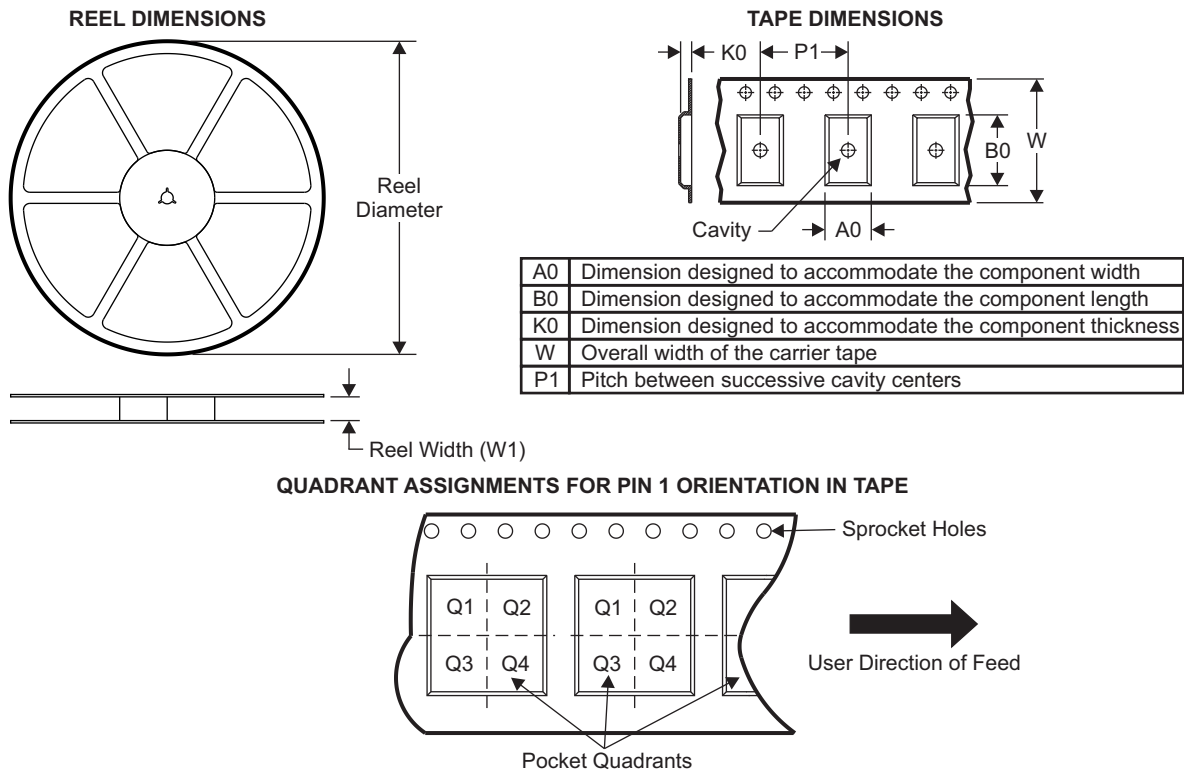 REEL DIMENSIONS
TAPE DIMENSIONS
K0
P1
Reel
Diameter
B0
W
Cavity
A0
A0 Dimension designed to accommodate the component width
B0 Dimension designed to accommodate the component length
K0 Dimension designed to accommodate the component thickness
W Overall width of the carrier tape
P1 Pitch between successive cavity centers
Reel Width (W1)
QUADRANT ASSIGNMENTS FOR PIN 1 ORIENTATION IN TAPE
Sprocket Holes
Q1 Q2 Q1 Q2
Q3 Q4 Q3 Q4
User Direction of Feed
Pocket Quadrants